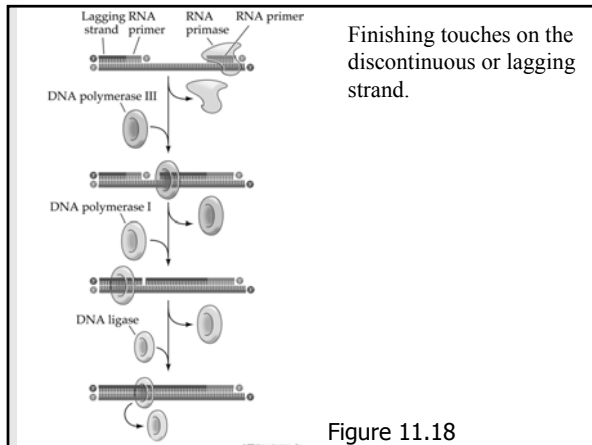 Lagging RNA
strand primer
RNA
primase
RNA primer
Finishing touches on the
discontinuous or lagging
strand.
DNA polymerase III
DNA polymerase I
DNA ligase
Figure 11.18